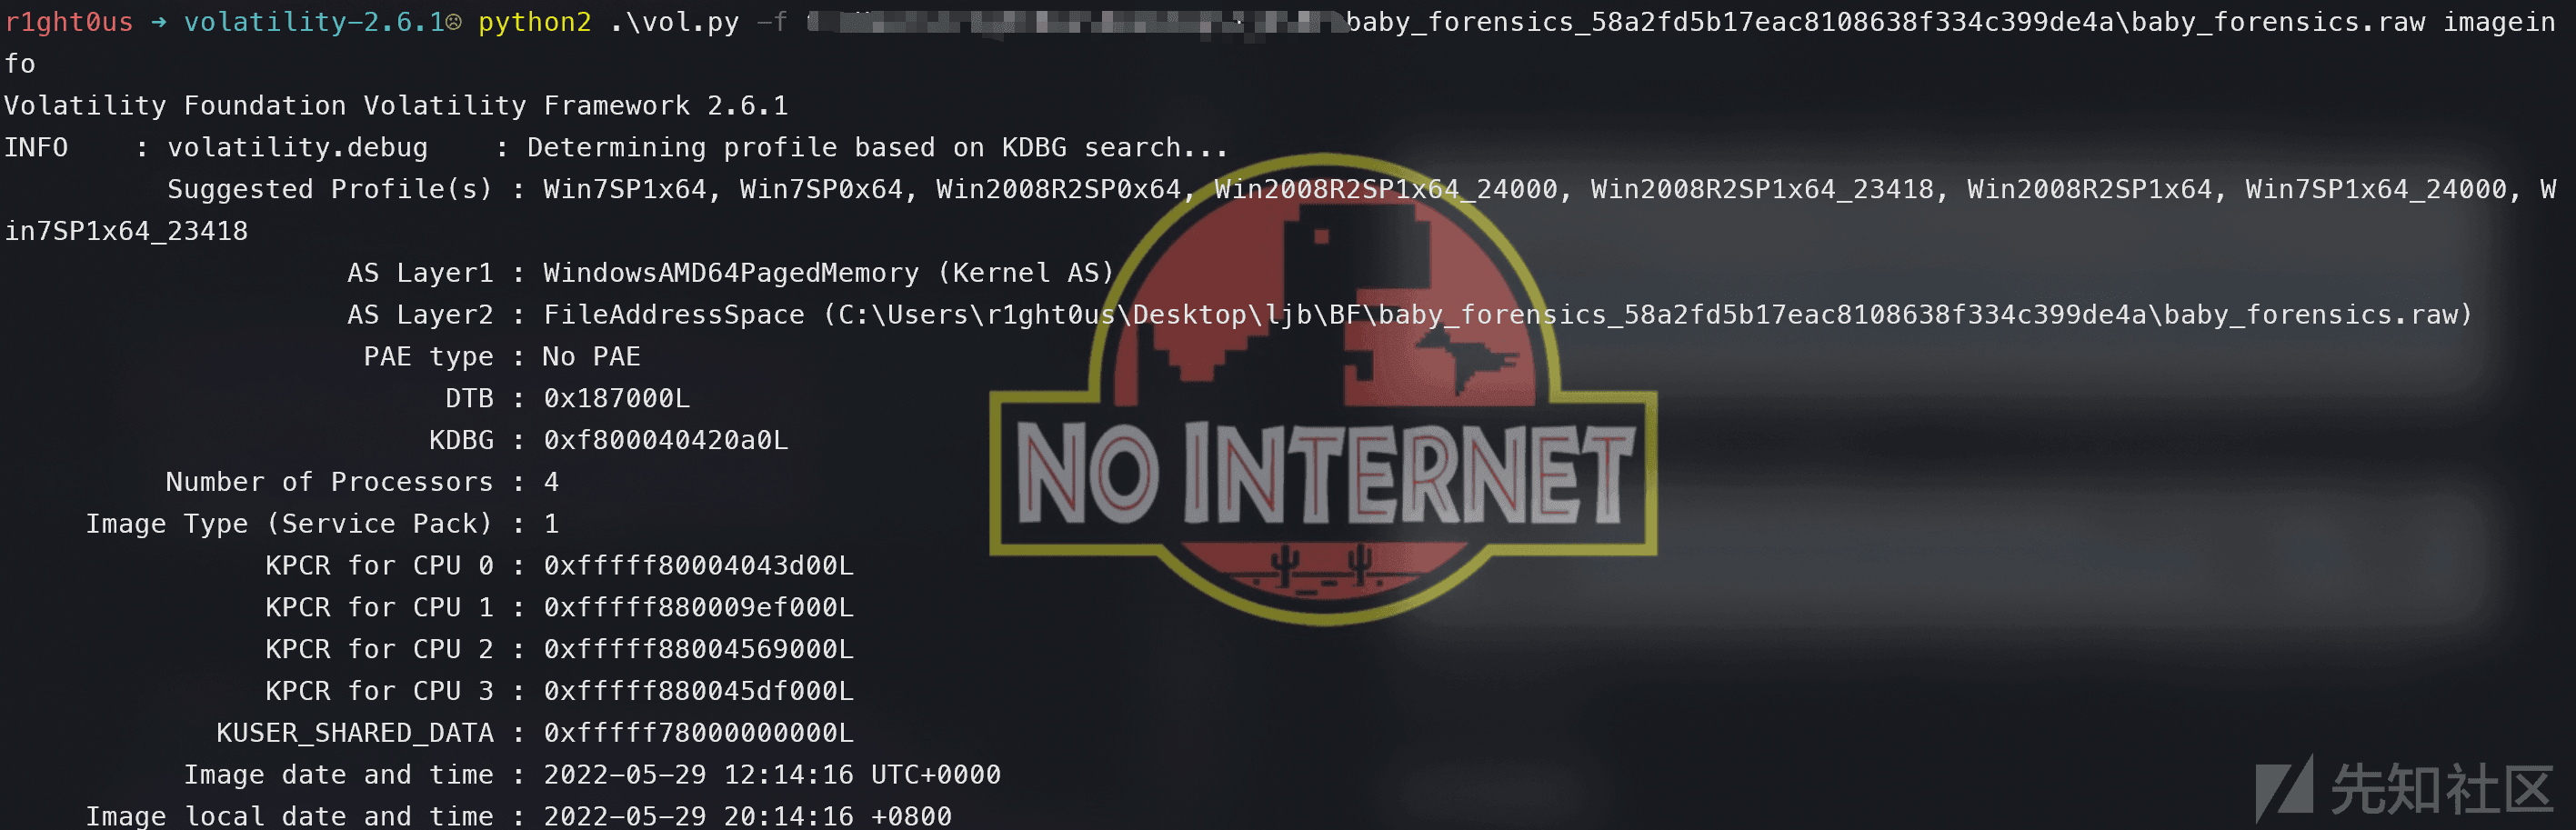 r1ght0us → volatility-2.6.1☹ python2 .\vol.py -f baby_forensics_58a2fd5b17eac8108638f334c399de4a\baby_forensics.raw imagein
fo
Volatility Foundation Volatility Framework 2.6.1
INFO    : volatility.debug    : Determining profile based on KDBG search...
Suggested Profile(s) : Win7SP1x64, Win7SP0x64, Win2008R2SP0x64, Win2008R2SP1x64_24000, Win2008R2SP1x64_23418, Win2008R2SP1x64, Win7SP1x64_24000, W
in7SP1x64_23418
AS Layer1 : WindowsAMD64PagedMemory (Kernel AS)
AS Layer2 : FileAddressSpace (C:\Users\r1ght0us\Desktop\ljb\BF\baby_forensics_58a2fd5b17eac8108638f334c399de4a\baby_forensics.raw)
PAE type : No PAE
DTB : 0x187000L
KDBG : 0xf800040420a0L
Number of Processors : 4
Image Type (Service Pack) : 1
KPCR for CPU 0 : 0xfffff80004043d00L
KPCR for CPU 1 : 0xfffff880009ef000L
KPCR for CPU 2 : 0xfffff88004569000L
KPCR for CPU 3 : 0xfffff880045df000L
KUSER_SHARED_DATA : 0xfffff78000000000L
Image date and time : 2022-05-29 12:14:16 UTC+0000
Image local date and time : 2022-05-29 20:14:16 +0800
NO INTERNET
先知社区